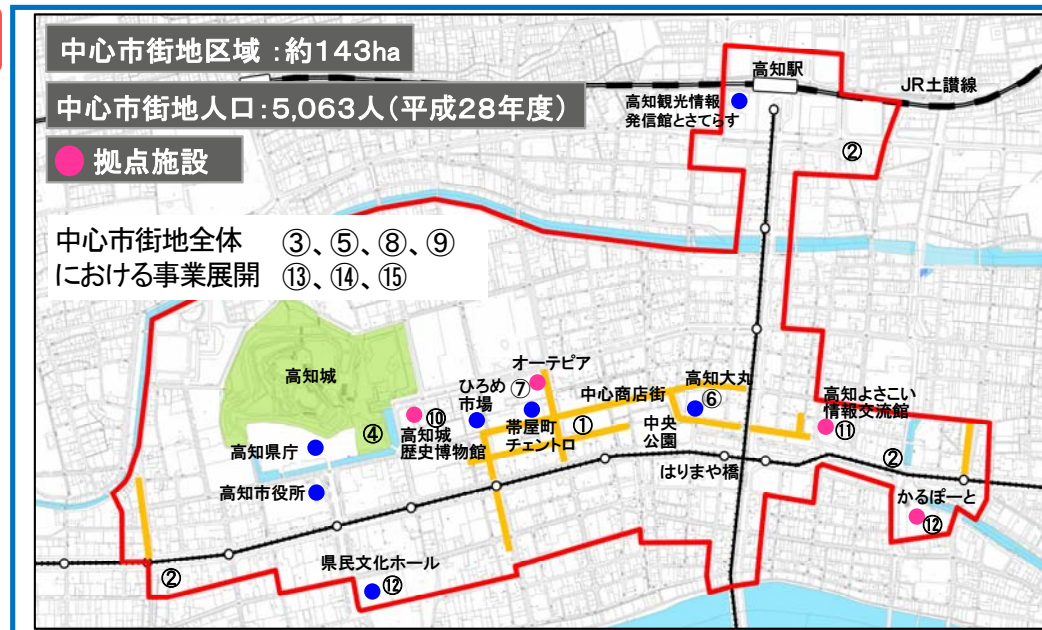 中心市街地区域：約143ha
中心市街地人口：5,063人（平成28年度）
拠点施設
中心市街地全体 ③、⑤、⑧、⑨
における事業展開 ⑬、⑭、⑮
高知駅
JR土讃線
高知観光情報
発信館とさてらす
②
高知城
オーテピア
⑦
ひろめ
市場
中心商店街
高知大丸
⑥
高知よさこい
情報交流館
⑪
④
⑩
高知城
歴史博物館
帯屋町
チェントロ
①
中央
公園
はりまや橋
②
高知県庁
高知市役所
かるぽーと
⑫
県民文化ホール
⑫
②